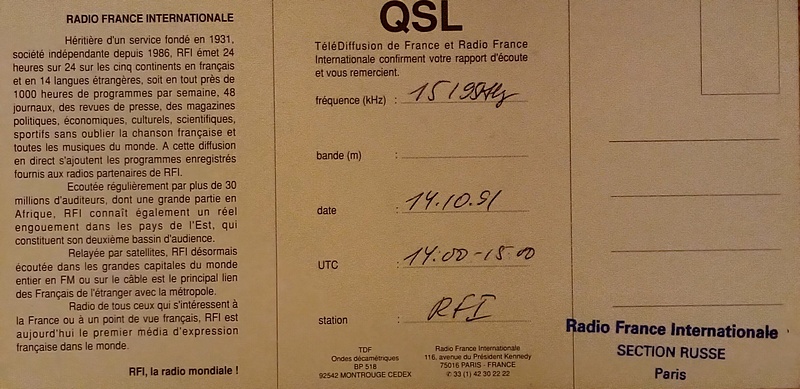 RADIO FRANCE INTERNATIONALE
Héritière d'un service fondé en 1931,
société indépendante depuis 1986, RFI émet 24
heures sur 24 sur les cinq continents en français
et en 14 langues étrangères, soit en tout près de
1000 heures de programmes par semaine, 48
journaux, des revues de presse, des magazines
politiques, économiques, culturels, scientifiques,
sportifs sans oublier la chanson française et
toutes les musiques du monde. A cette diffusion
en direct s'ajoutent les programmes enregistrés
fournis aux radios partenaires de RFI.
Ecoutée régulièrement par plus de 30
millions d'auditeurs, dont une grande partie en
Afrique, RFI connaît également un réel
engouement dans les pays de l'Est, qui
constituent son deuxième bassin d'audience.
Relayée par satellites, RFI désormais
écoutée dans les grandes capitales du monde
entier en FM ou sur le câble est le principal lien
des Français de l'étranger avec la métropole.
Radio de tous ceux qui s'intéressent à
la France ou à un point de vue français, RFI est
aujourd'hui le premier média d'expression
française dans le monde.
RFI, la radio mondiale !
QSL
TéléDiffusion de France et Radio France
Internationale confirment votre rapport d'écoute
et vous remercient.
fréquence (kHz) :
bande (m) :
date : 14.10.91
UTC : 14:00-15:00
station : RFI
TDF
Ondes décamétriques
BP 518
92542 MONTROUGE CEDEX
Radio France Internationale
116, avenue du Président Kennedy
75016 PARIS - FRANCE
✆ 33 (1) 42 30 22 22
Radio France Internationale
SECTION RUSSE
Paris